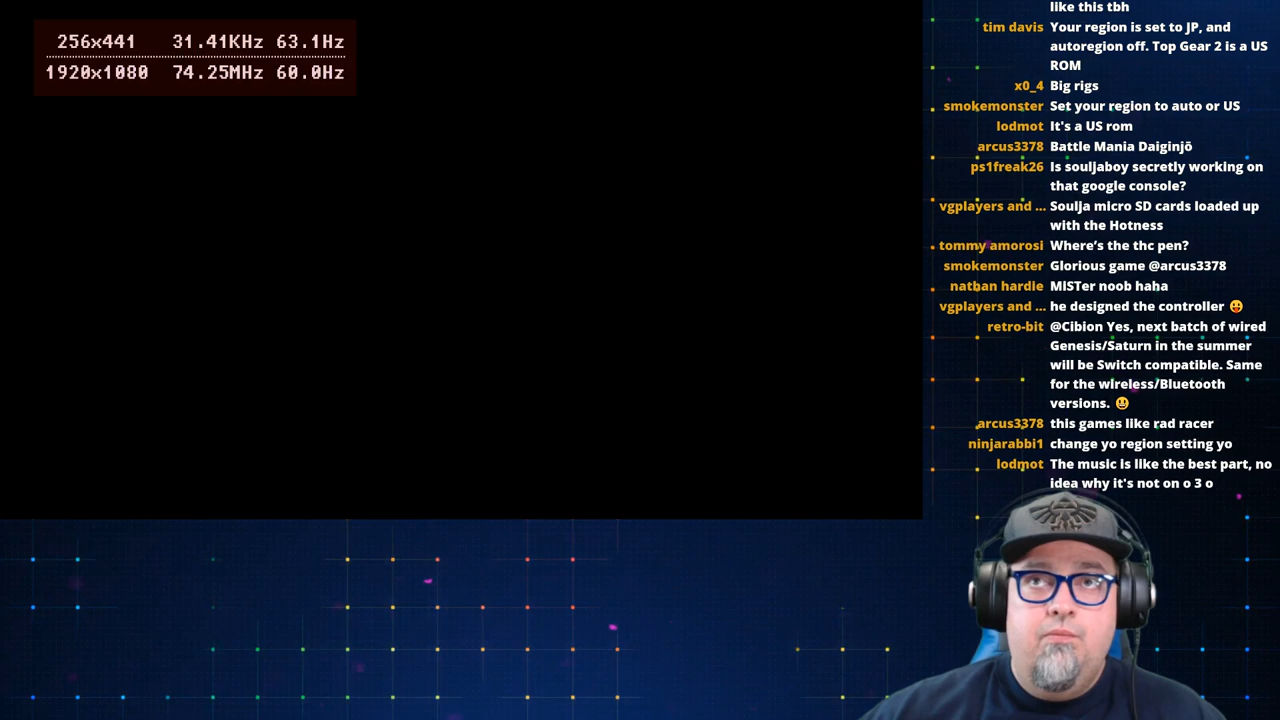 256x441 31.41KHz 63.1Hz
1920x1080 74.25MHz 60.0Hz
like this tbh
tim davis Your region is set to JP, and
autoregion off. Top Gear 2 is a US
ROM
x0_4 Big rigs
smokemonster Set your region to auto or US
lodmot It's a US rom
arcus3378 Battle Mania Daiginjō
ps1freak26 Is souljaboy secretly working on
that google console?
vgplayers and ... Soulja micro SD cards loaded up
with the Hotness
tommy amorosi Where's the thc pen?
smokemonster Glorious game @arcus3378
nathan hardle MISTer noob haha
vgplayers and ... he designed the controller 😛
retro-bit @Cibion Yes, next batch of wired
Genesis/Saturn in the summer
will be Switch compatible. Same
for the wireless/Bluetooth
versions. 😀
arcus3378 this games like rad racer
ninjarabbi1 change yo region setting yo
lodmot The music is like the best part, no
idea why it's not on o 3 o